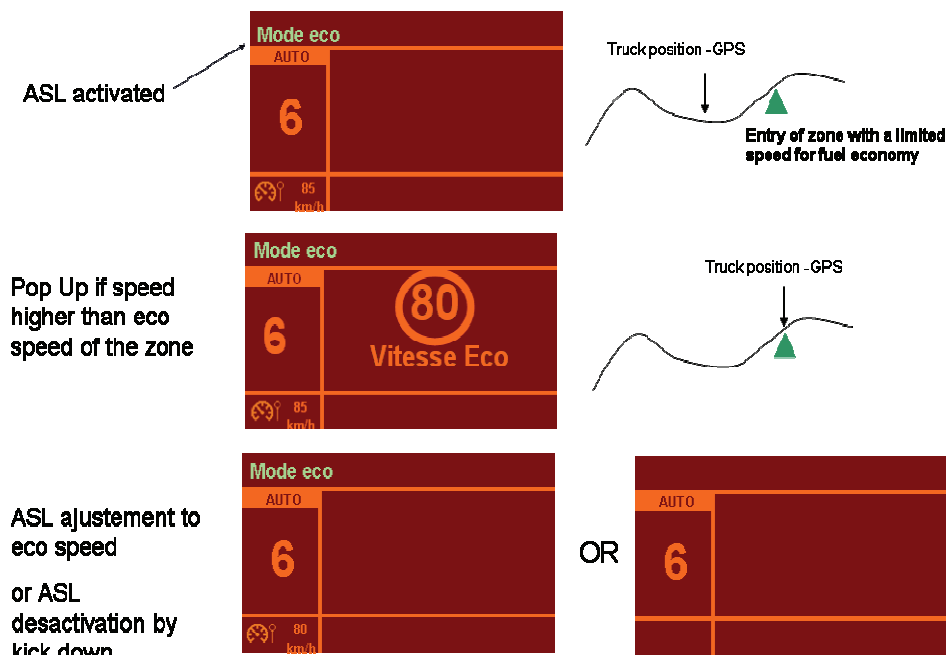 Mode eco
AUTO
6
85
km/h
ASL activated
Truck position -GPS
Entry of zone with a limited
speed for fuel economy
Pop Up if speed
higher than eco
speed of the zone
Mode eco
AUTO
6
80
Vitesse Eco
85
km/h
Truck position -GPS
ASL ajustement to
eco speed
or ASL
desactivation by
kick down
Mode eco
AUTO
6
80
km/h
OR
AUTO
6